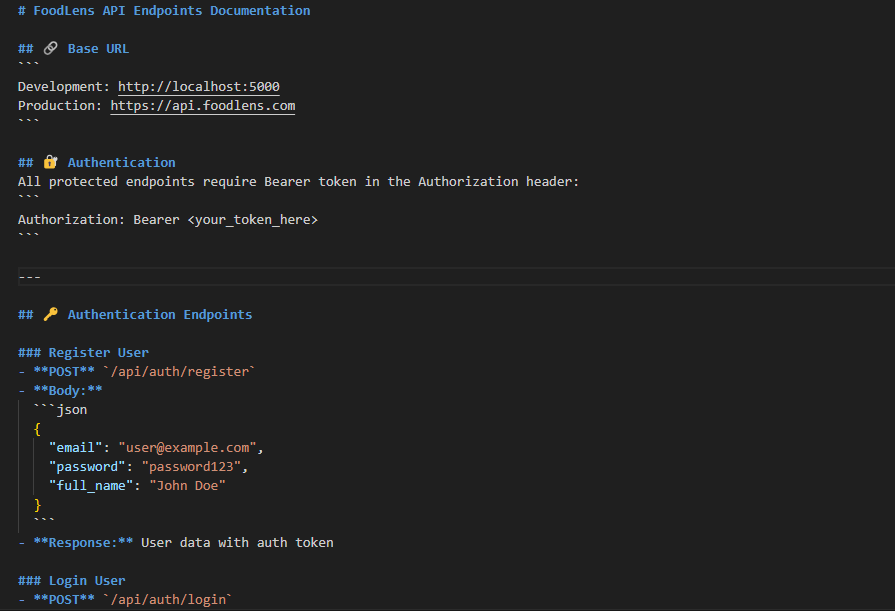 # FoodLens API Endpoints Documentation
## 🔗 Base URL
```
Development: http://localhost:5000
Production: https://api.foodlens.com
```
## 🔐 Authentication
All protected endpoints require Bearer token in the Authorization header:
```
Authorization: Bearer <your_token_here>
```
---
## 🔑 Authentication Endpoints
### Register User
- **POST** `/api/auth/register`
- **Body:**
```json
{
"email": "user@example.com",
"password": "password123",
"full_name": "John Doe"
}
```
- **Response:** User data with auth token
### Login User
- **POST** `/api/auth/login`